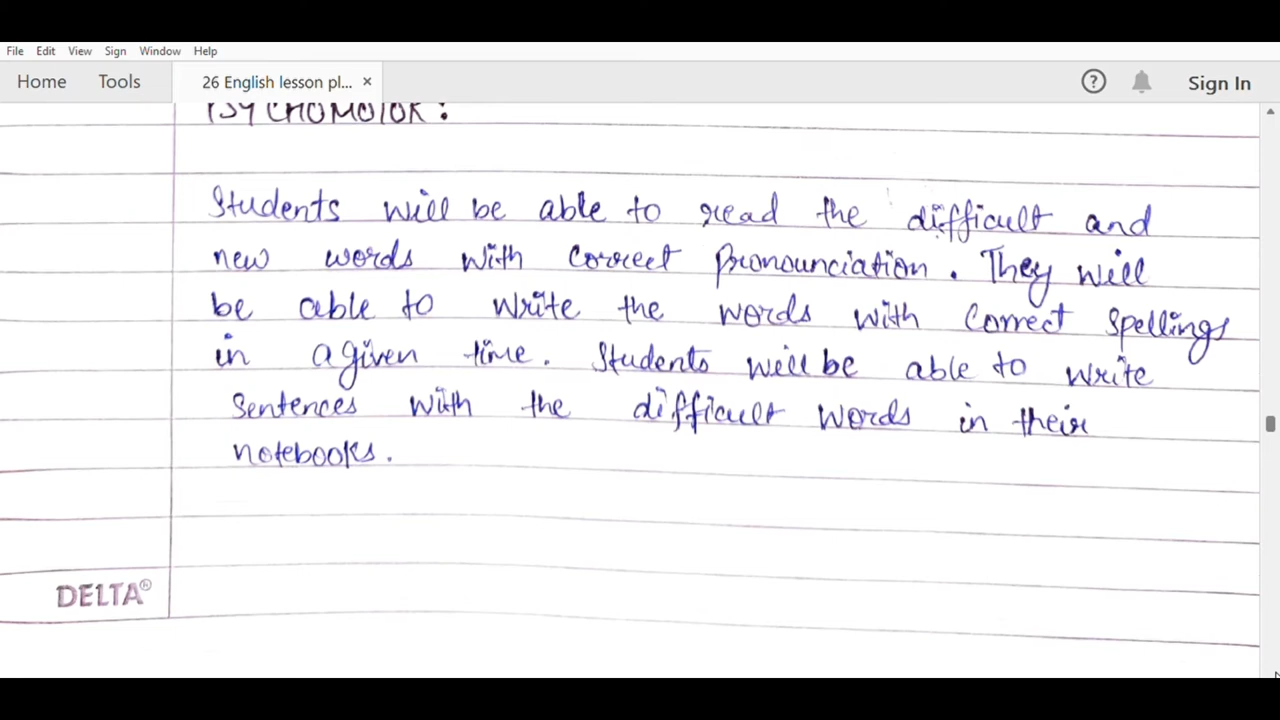 File Edit View Sign Window Help
Home Tools 26 English lesson pl... × ? Sign In
PSYCHOMOTOR:
Students will be able to read the difficult and
new words with correct pronounciation. They will
be able to write the words with correct spellings
in a given time. Students will be able to write
sentences with the difficult words in their
notebooks.
DELTA®